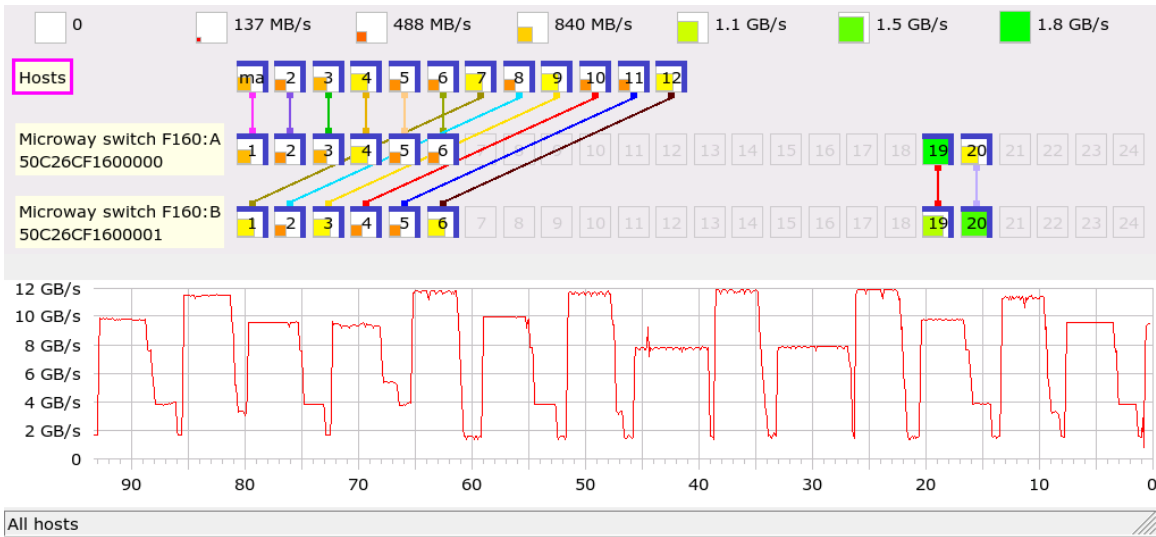 0 137 MB/s 488 MB/s 840 MB/s 1.1 GB/s 1.5 GB/s 1.8 GB/s
Hosts ma 2 3 4 5 6 7 8 9 10 11 12
Microway switch F160:A
50C26CF1600000
1 2 3 4 5 6 7 8 9 10 11 12 13 14 15 16 17 18 19 20 21 22 23 24
Microway switch F160:B
50C26CF1600001
1 2 3 4 5 6 7 8 9 10 11 12 13 14 15 16 17 18 19 20 21 22 23 24
12 GB/s
10 GB/s
8 GB/s
6 GB/s
4 GB/s
2 GB/s
0
90 80 70 60 50 40 30 20 10 0
All hosts